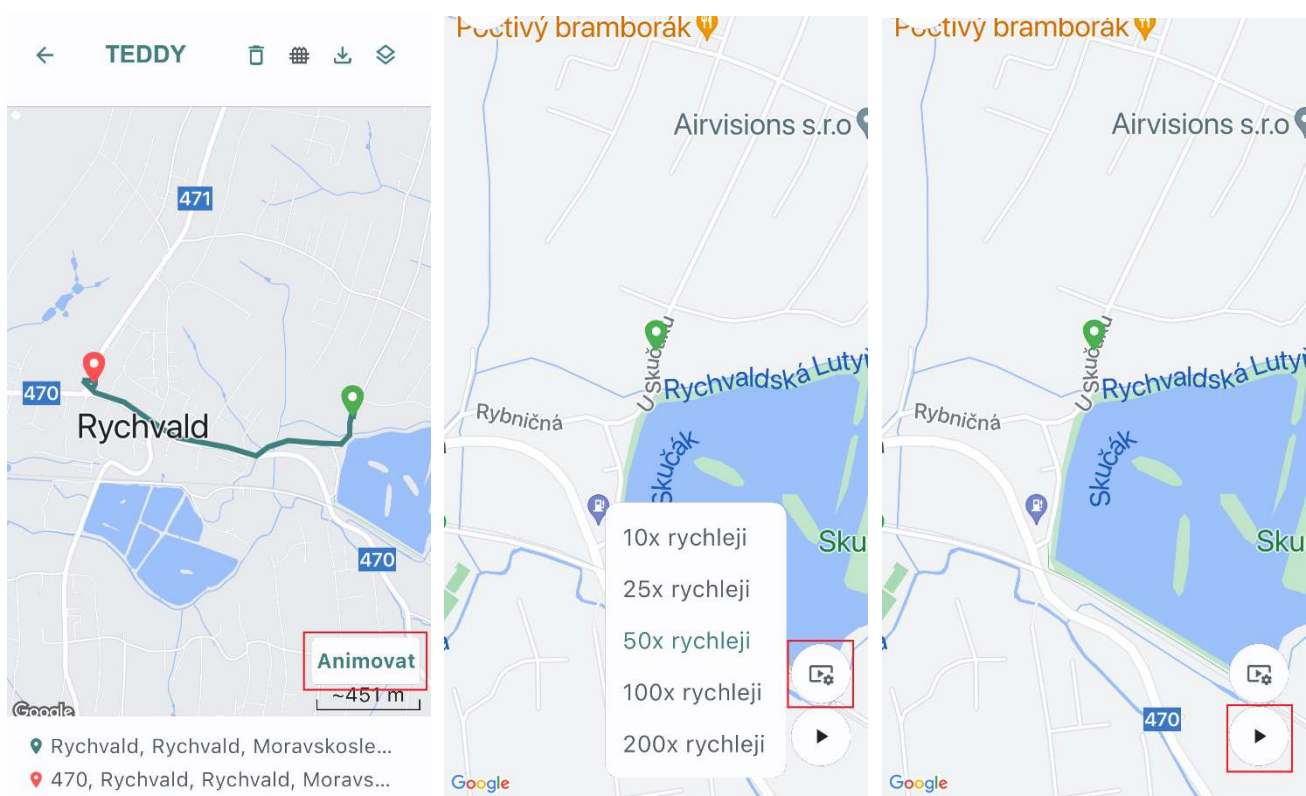 TEDDY
471
470
Rychvald
470
Animovat
~451 m
Google
Rychvald, Rychvald, Moravskosle...
470, Rychvald, Rychvald, Moravs...
Poctivý bramborák
Airvisions s.r.o
U Skučáku
Rychvaldská
Rybničná
Skučák
Sku
10x rychleji
25x rychleji
50x rychleji
100x rychleji
200x rychleji
Google
Poctivý bramborák
Airvisions s.r.o
U Skučáku
Rychvaldská
Rybničná
Skučák
Sku
470
Google